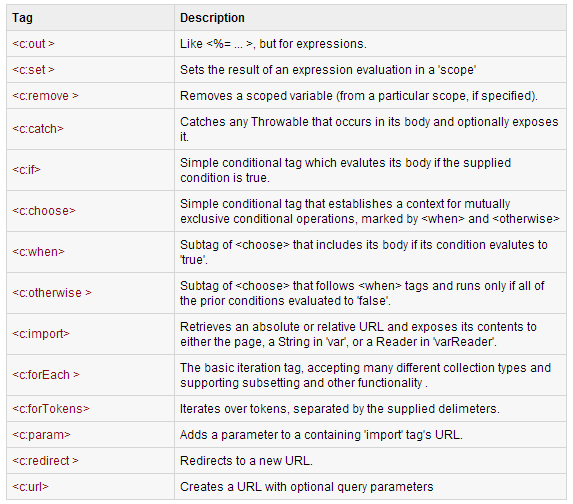 Tag Description
<c:out > Like <%= ... >, but for expressions.
<c:set > Sets the result of an expression evaluation in a 'scope'
<c:remove > Removes a scoped variable (from a particular scope, if specified).
<c:catch> Catches any Throwable that occurs in its body and optionally exposes
it.
<c:if> Simple conditional tag which evalutes its body if the supplied
condition is true.
<c:choose> Simple conditional tag that establishes a context for mutually
exclusive conditional operations, marked by <when> and <otherwise>
<c:when> Subtag of <choose> that includes its body if its condition evalutes to
'true'.
<c:otherwise > Subtag of <choose> that follows <when> tags and runs only if all of
the prior conditions evaluated to 'false'.
<c:import> Retrieves an absolute or relative URL and exposes its contents to
either the page, a String in 'var', or a Reader in 'varReader'.
<c:forEach > The basic iteration tag, accepting many different collection types and
supporting subsetting and other functionality .
<c:forTokens> Iterates over tokens, separated by the supplied delimeters.
<c:param> Adds a parameter to a containing 'import' tag's URL.
<c:redirect > Redirects to a new URL.
<c:url> Creates a URL with optional query parameters